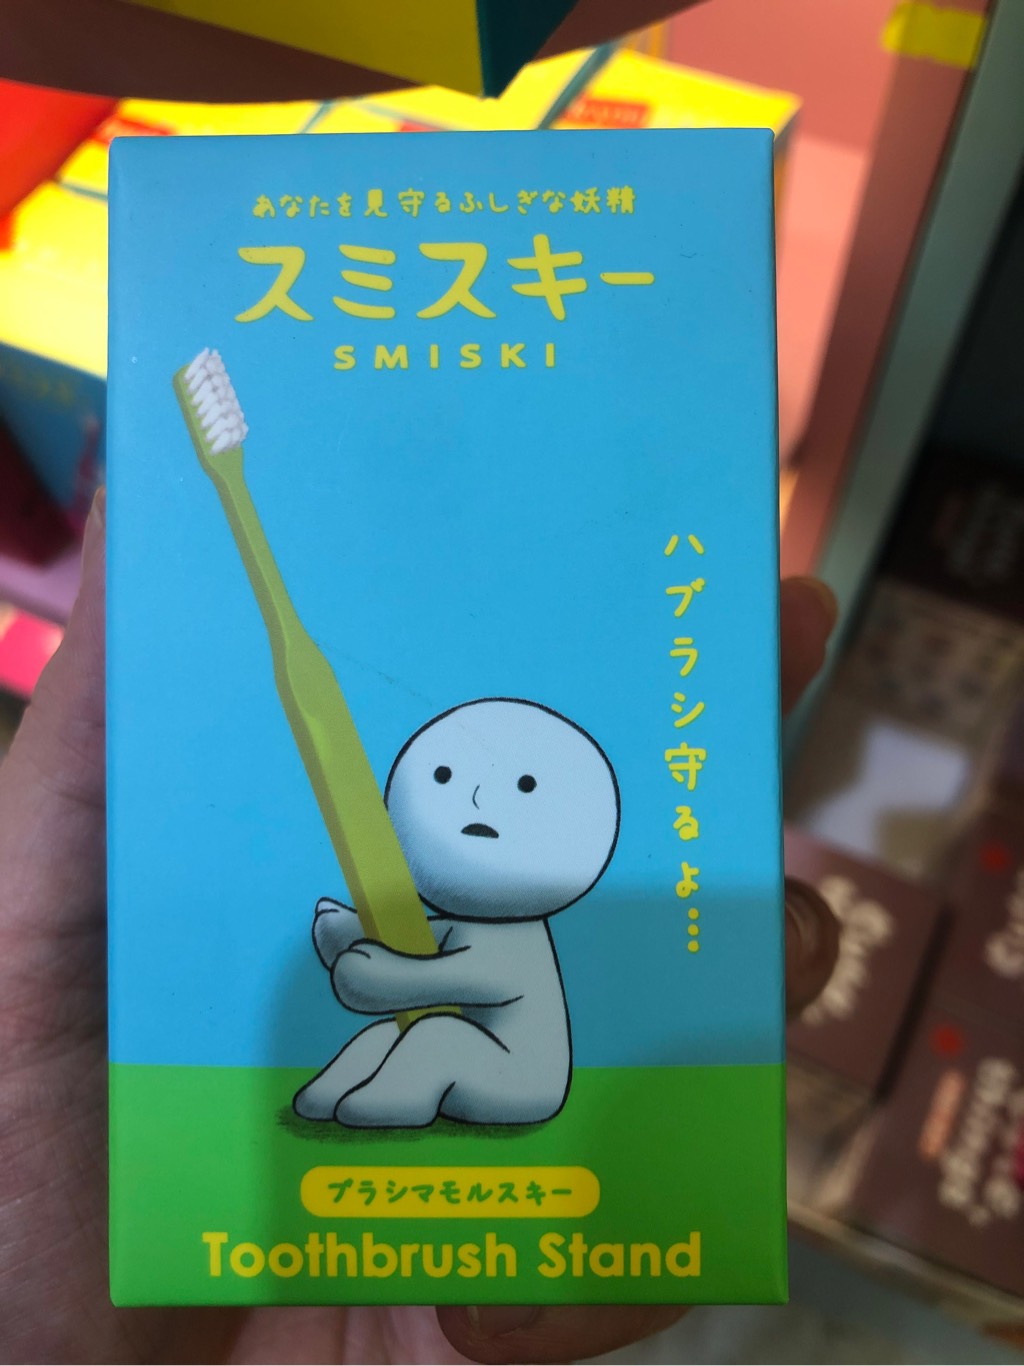 あなたを見守るふしぎな妖精
スミスキー
SMISKI
ハブラシ守るよ…
ブラシマモルスキー
Toothbrush Stand